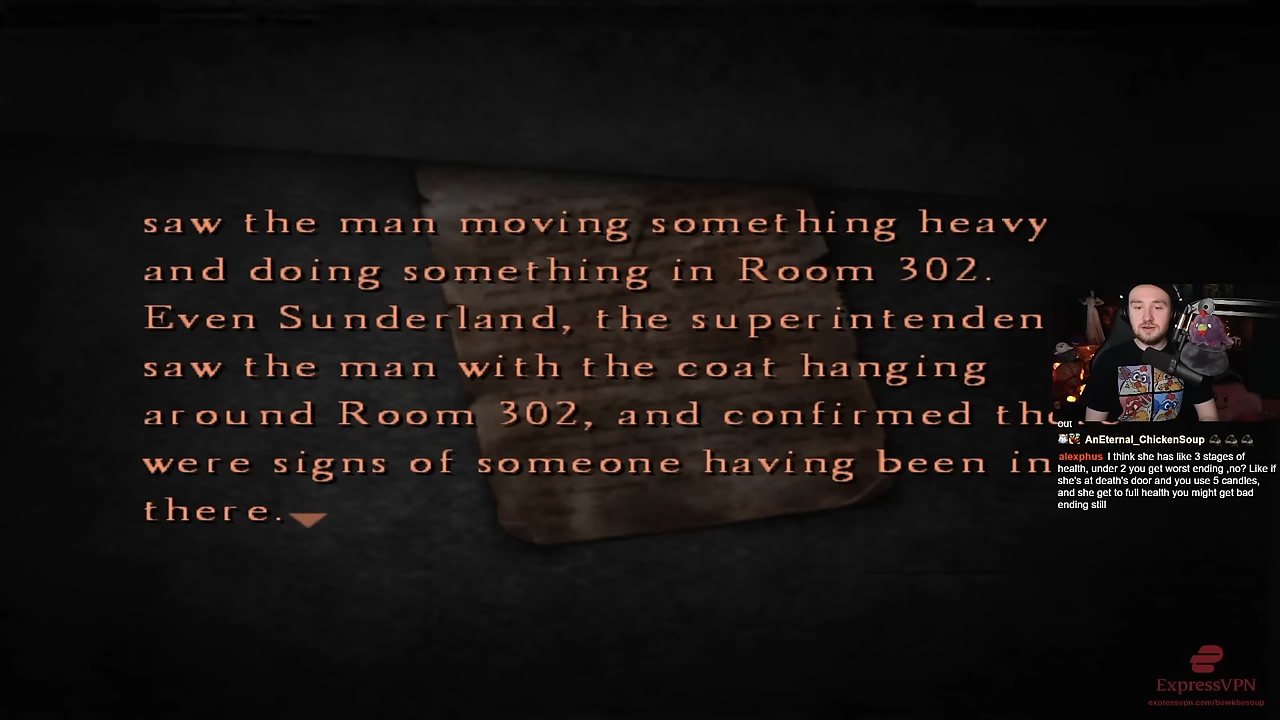 saw the man moving something heavy
and doing something in Room 302.
Even Sunderland, the superintenden
saw the man with the coat hanging
around Room 302, and confirmed
were signs of someone having been in
there.
out
AnEternal_ChickenSoup
alexphus I think she has like 3 stages of
health, under 2 you get worst ending ,no? Like if
she's at death's door and you use 5 candles,
and she get to full health you might get bad
ending still
ExpressVPN
expressvpn.com/bawkbasoup